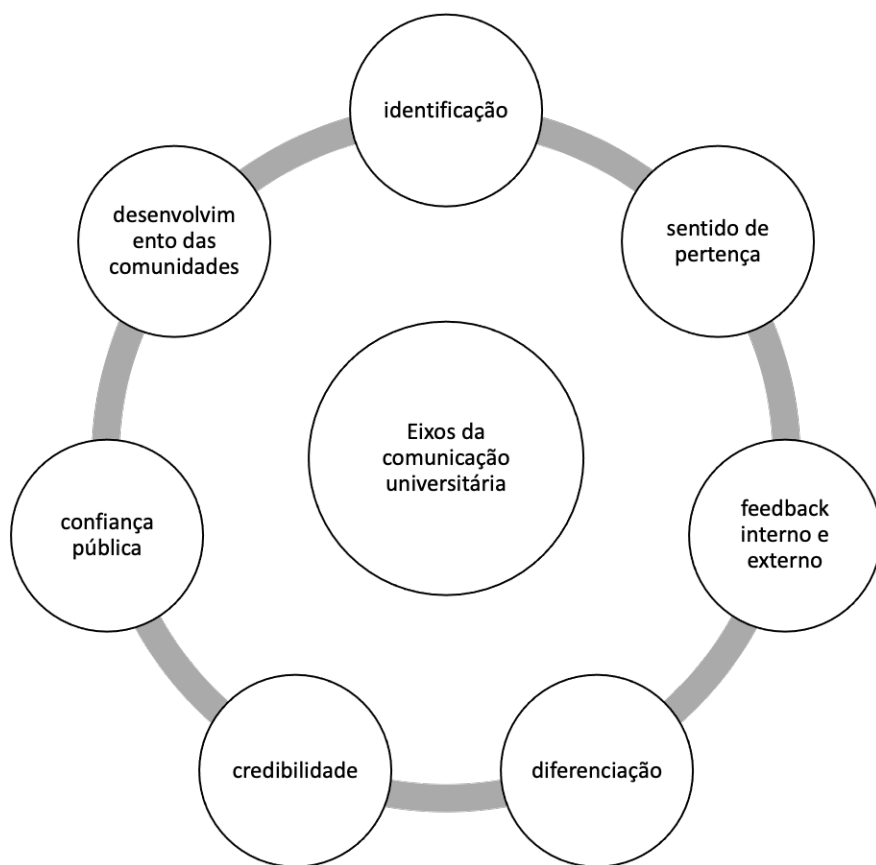 identificação
sentido de
pertença
feedback
interno e
externo
diferenciação
credibilidade
confiança
pública
desenvolvim
ento das
comunidades
Eixos da
comunicação
universitária